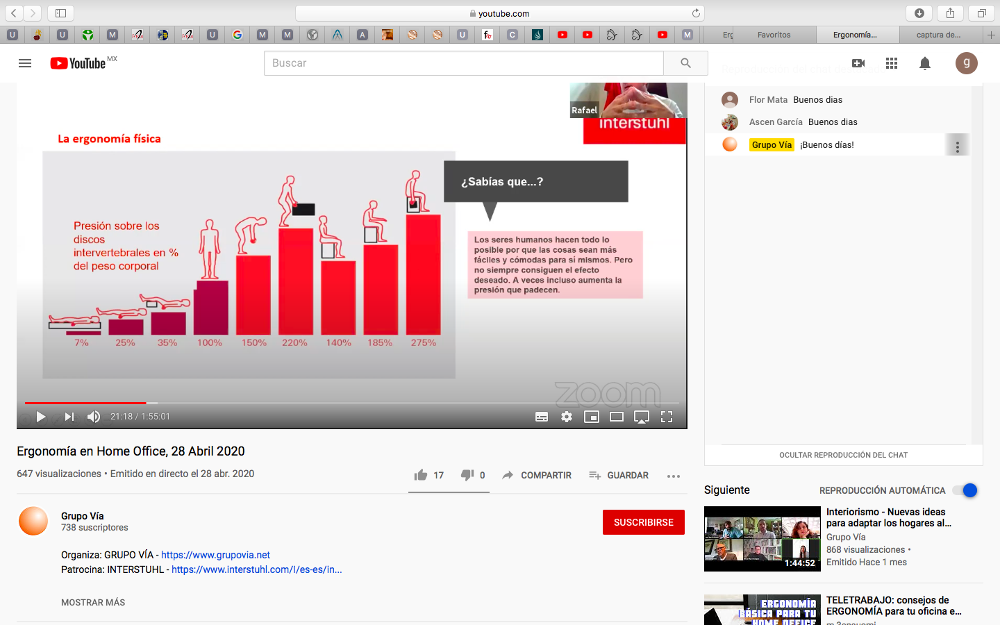 youtube.com
U
U
M
U
G
M
M
A
U
f
C
M
Erg
Favoritos
Ergonomía...
captura de...
YouTube MX
Buscar
g
Rafael
interstuhl
La ergonomía física
¿Sabías que...?
Presión sobre los
discos
intervertebrales en %
del peso corporal
Los seres humanos hacen todo lo
posible por que las cosas sean más
fáciles y cómodas para sí mismos. Pero
no siempre consiguen el efecto
deseado. A veces incluso aumenta la
presión que padecen.
7% 25% 35% 100% 150% 220% 140% 185% 275%
zoom
21:18 / 1:55:01
Flor Mata Buenos dias
Ascen García Buenos dias
Grupo Vía ¡Buenos días!
OCULTAR REPRODUCCIÓN DEL CHAT
Ergonomía en Home Office, 28 Abril 2020
647 visualizaciones • Emitido en directo el 28 abr. 2020
17 0 COMPARTIR GUARDAR
Grupo Vía
738 suscriptores
SUSCRIBIRSE
Organiza: GRUPO VÍA - https://www.grupovia.net
Patrocina: INTERSTUHL - https://www.interstuhl.com/l/es-es/in...
MOSTRAR MÁS
Siguiente REPRODUCCIÓN AUTOMÁTICA
1:44:52
Interiorismo - Nuevas ideas
para adaptar los hogares al...
Grupo Vía
868 visualizaciones •
Emitido Hace 1 mes
ERGONOMÍA
BÁSICA PARA TU
HOME OFFICE
TELETRABAJO: consejos de
ERGONOMÍA para tu oficina e...